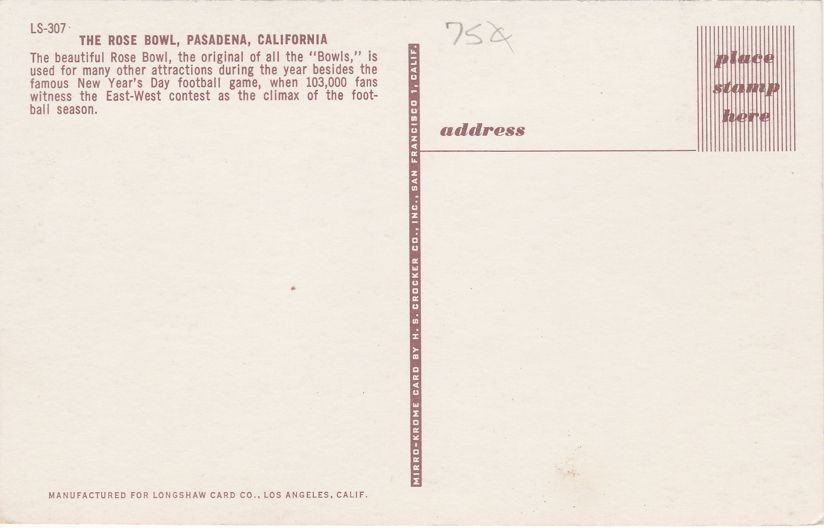 LS-307
THE ROSE BOWL, PASADENA, CALIFORNIA
The beautiful Rose Bowl, the original of all the "Bowls," is
used for many other attractions during the year besides the
famous New Year's Day football game, when 103,000 fans
witness the East-West contest as the climax of the foot-
ball season.
MANUFACTURED FOR LONGSHAW CARD CO., LOS ANGELES, CALIF.
MIRRO-KROME CARD BY H. S. CROCKER CO., INC., SAN FRANCISCO 1, CALIF.
75¢
place
stamp
here
address